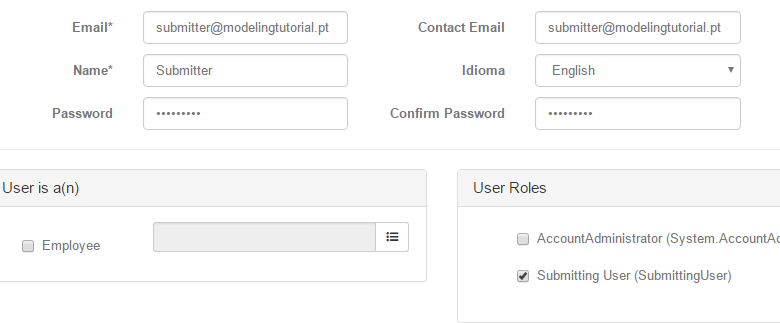 Email* submitter@modelingtutorial.pt Contact Email submitter@modelingtutorial.pt
Name* Submitter Idioma English
Password ••••••••• Confirm Password •••••••••
User is a(n) User Roles
Employee AccountAdministrator (System.AccountAd
Submitting User (SubmittingUser)